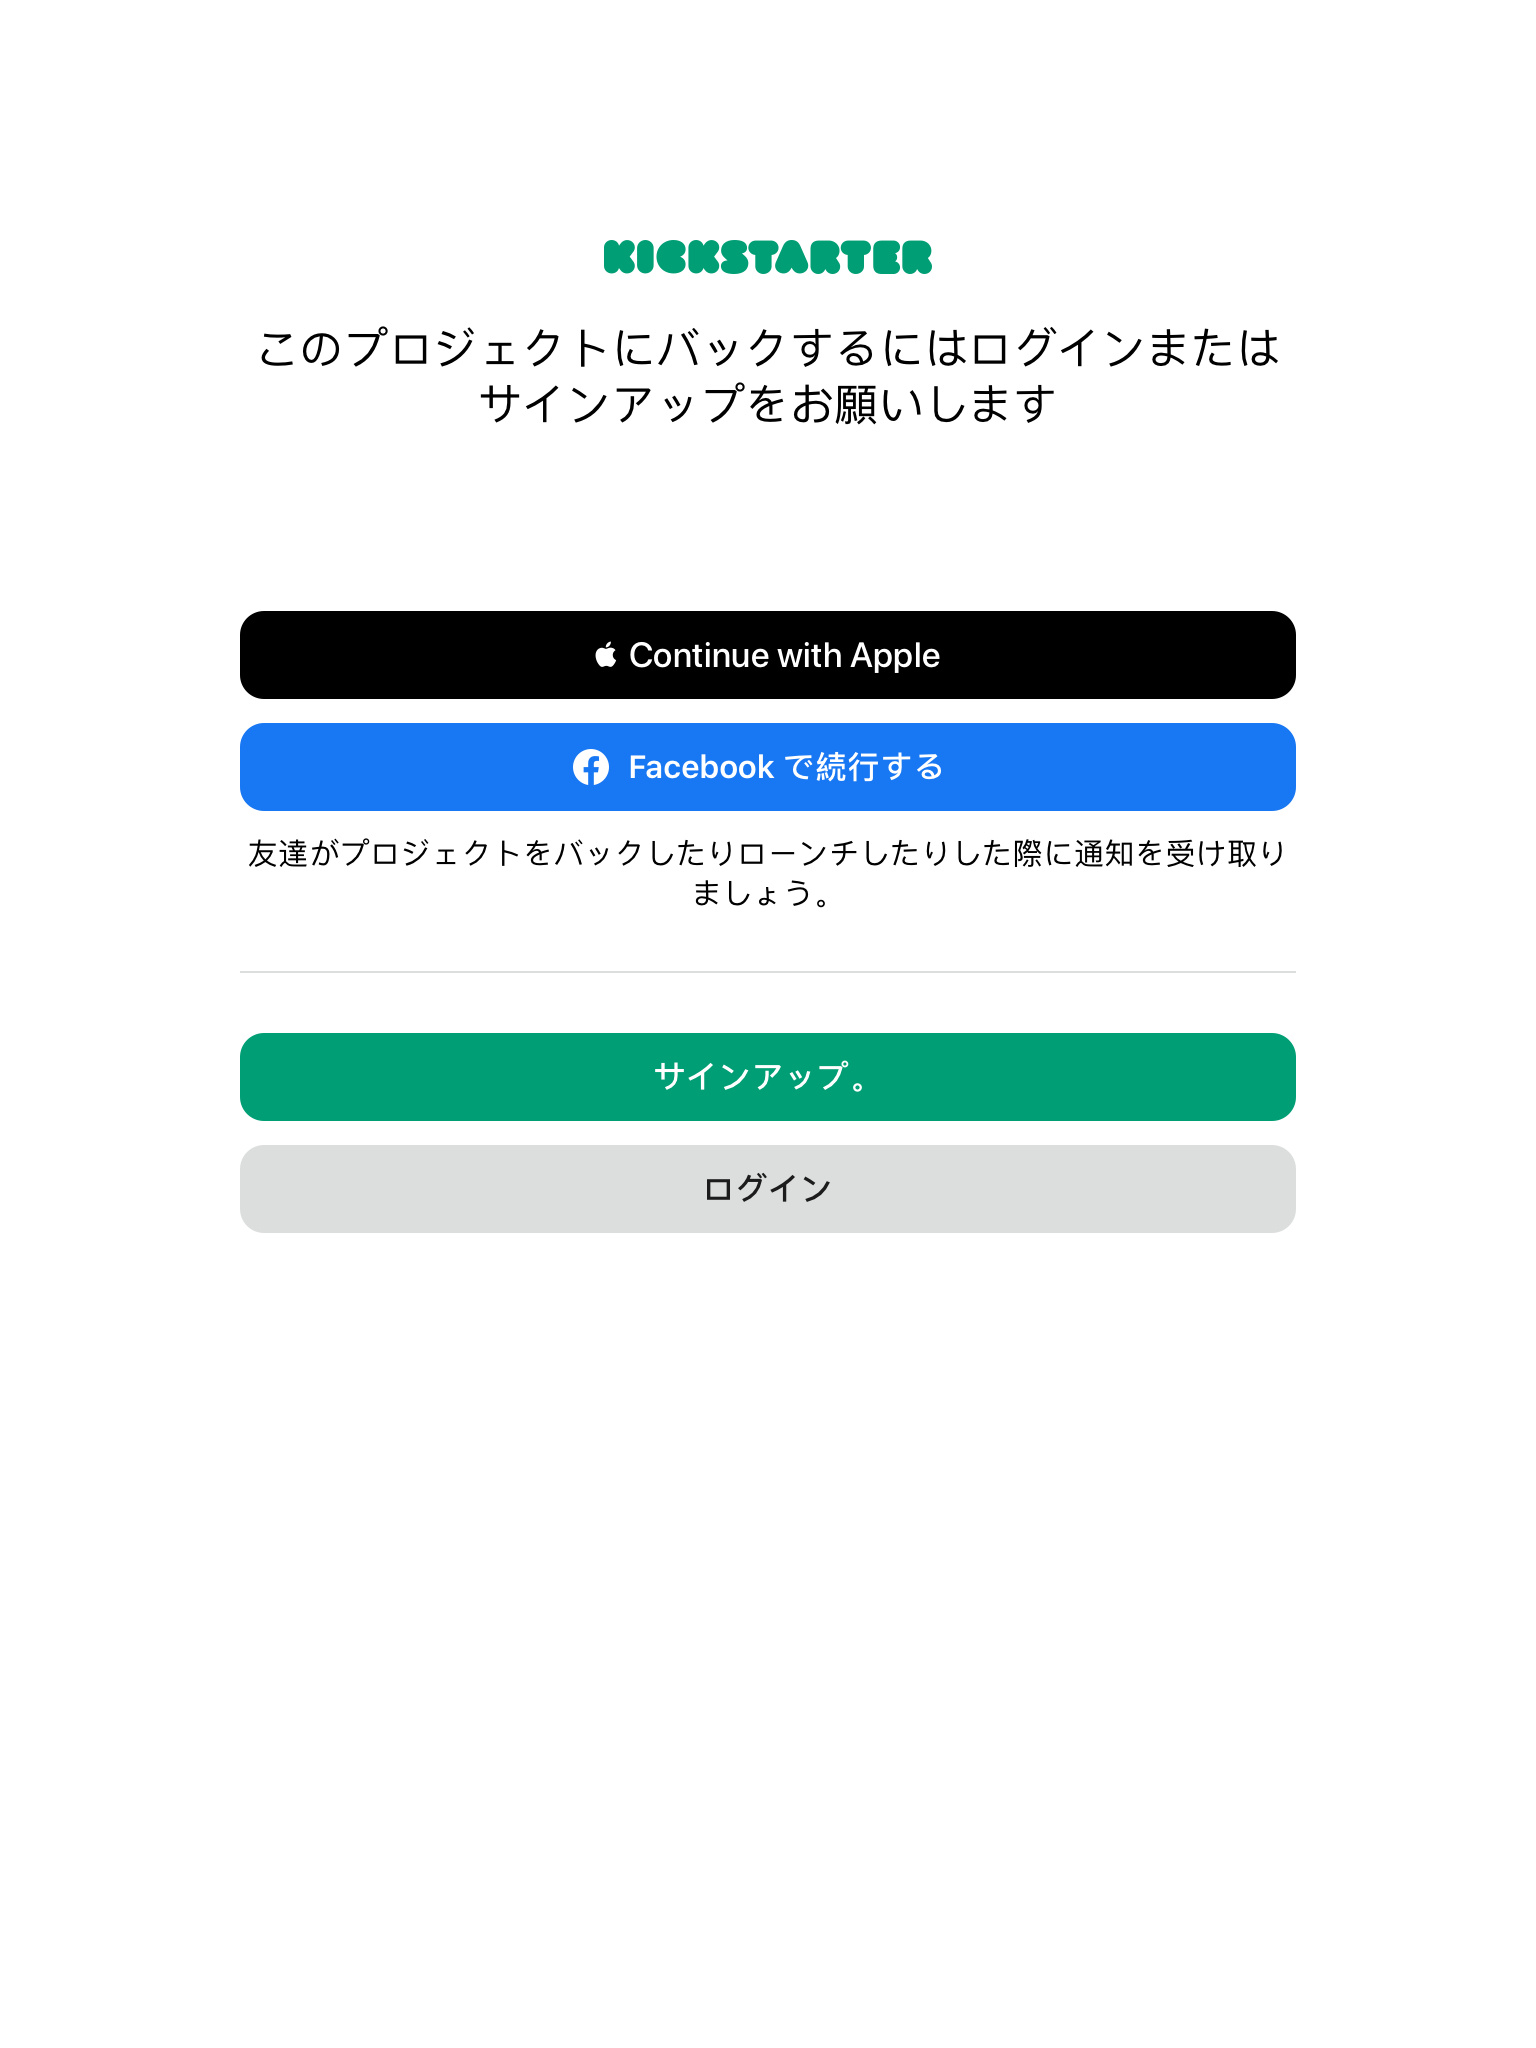 KICKSTARTER
このプロジェクトにバックするにはログインまたは
サインアップをお願いします
Continue with Apple
Facebook で続行する
友達がプロジェクトをバックしたりローンチしたりした際に通知を受け取り
ましょう。
サインアップ。
ログイン